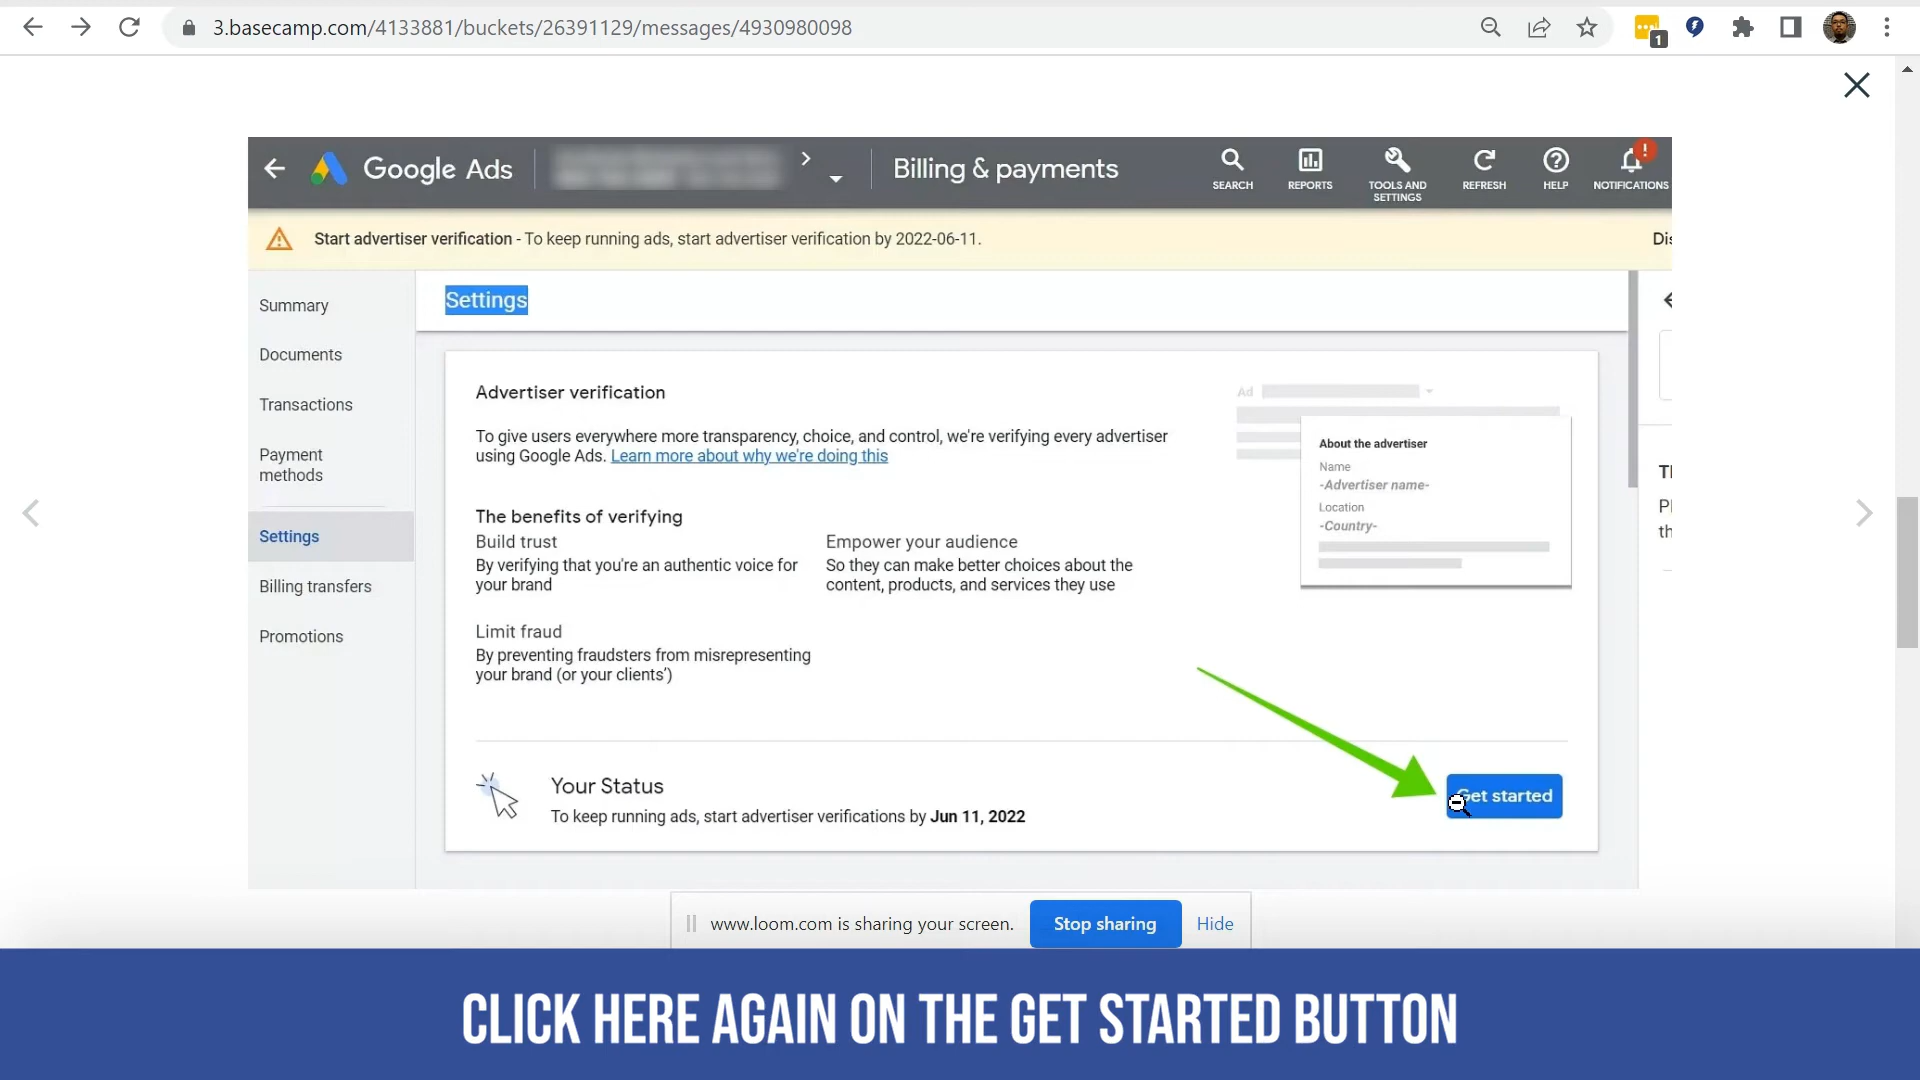 3.basecamp.com/4133881/buckets/26391129/messages/4930980098
1
Google Ads
Billing & payments
SEARCH
REPORTS
TOOLS AND
SETTINGS
REFRESH
HELP
!
NOTIFICATIONS
Start advertiser verification - To keep running ads, start advertiser verification by 2022-06-11.
Dis
Summary
Documents
Transactions
Payment
methods
Settings
Billing transfers
Promotions
Settings
Advertiser verification
To give users everywhere more transparency, choice, and control, we're verifying every advertiser
using Google Ads. Learn more about why we're doing this
The benefits of verifying
Build trust
By verifying that you're an authentic voice for
your brand
Empower your audience
So they can make better choices about the
content, products, and services they use
Limit fraud
By preventing fraudsters from misrepresenting
your brand (or your clients’)
Ad
About the advertiser
Name
-Advertiser name-
Location
-Country-
Your Status
To keep running ads, start advertiser verifications by Jun 11, 2022
Get started
www.loom.com is sharing your screen.
Stop sharing
Hide
CLICK HERE AGAIN ON THE GET STARTED BUTTON